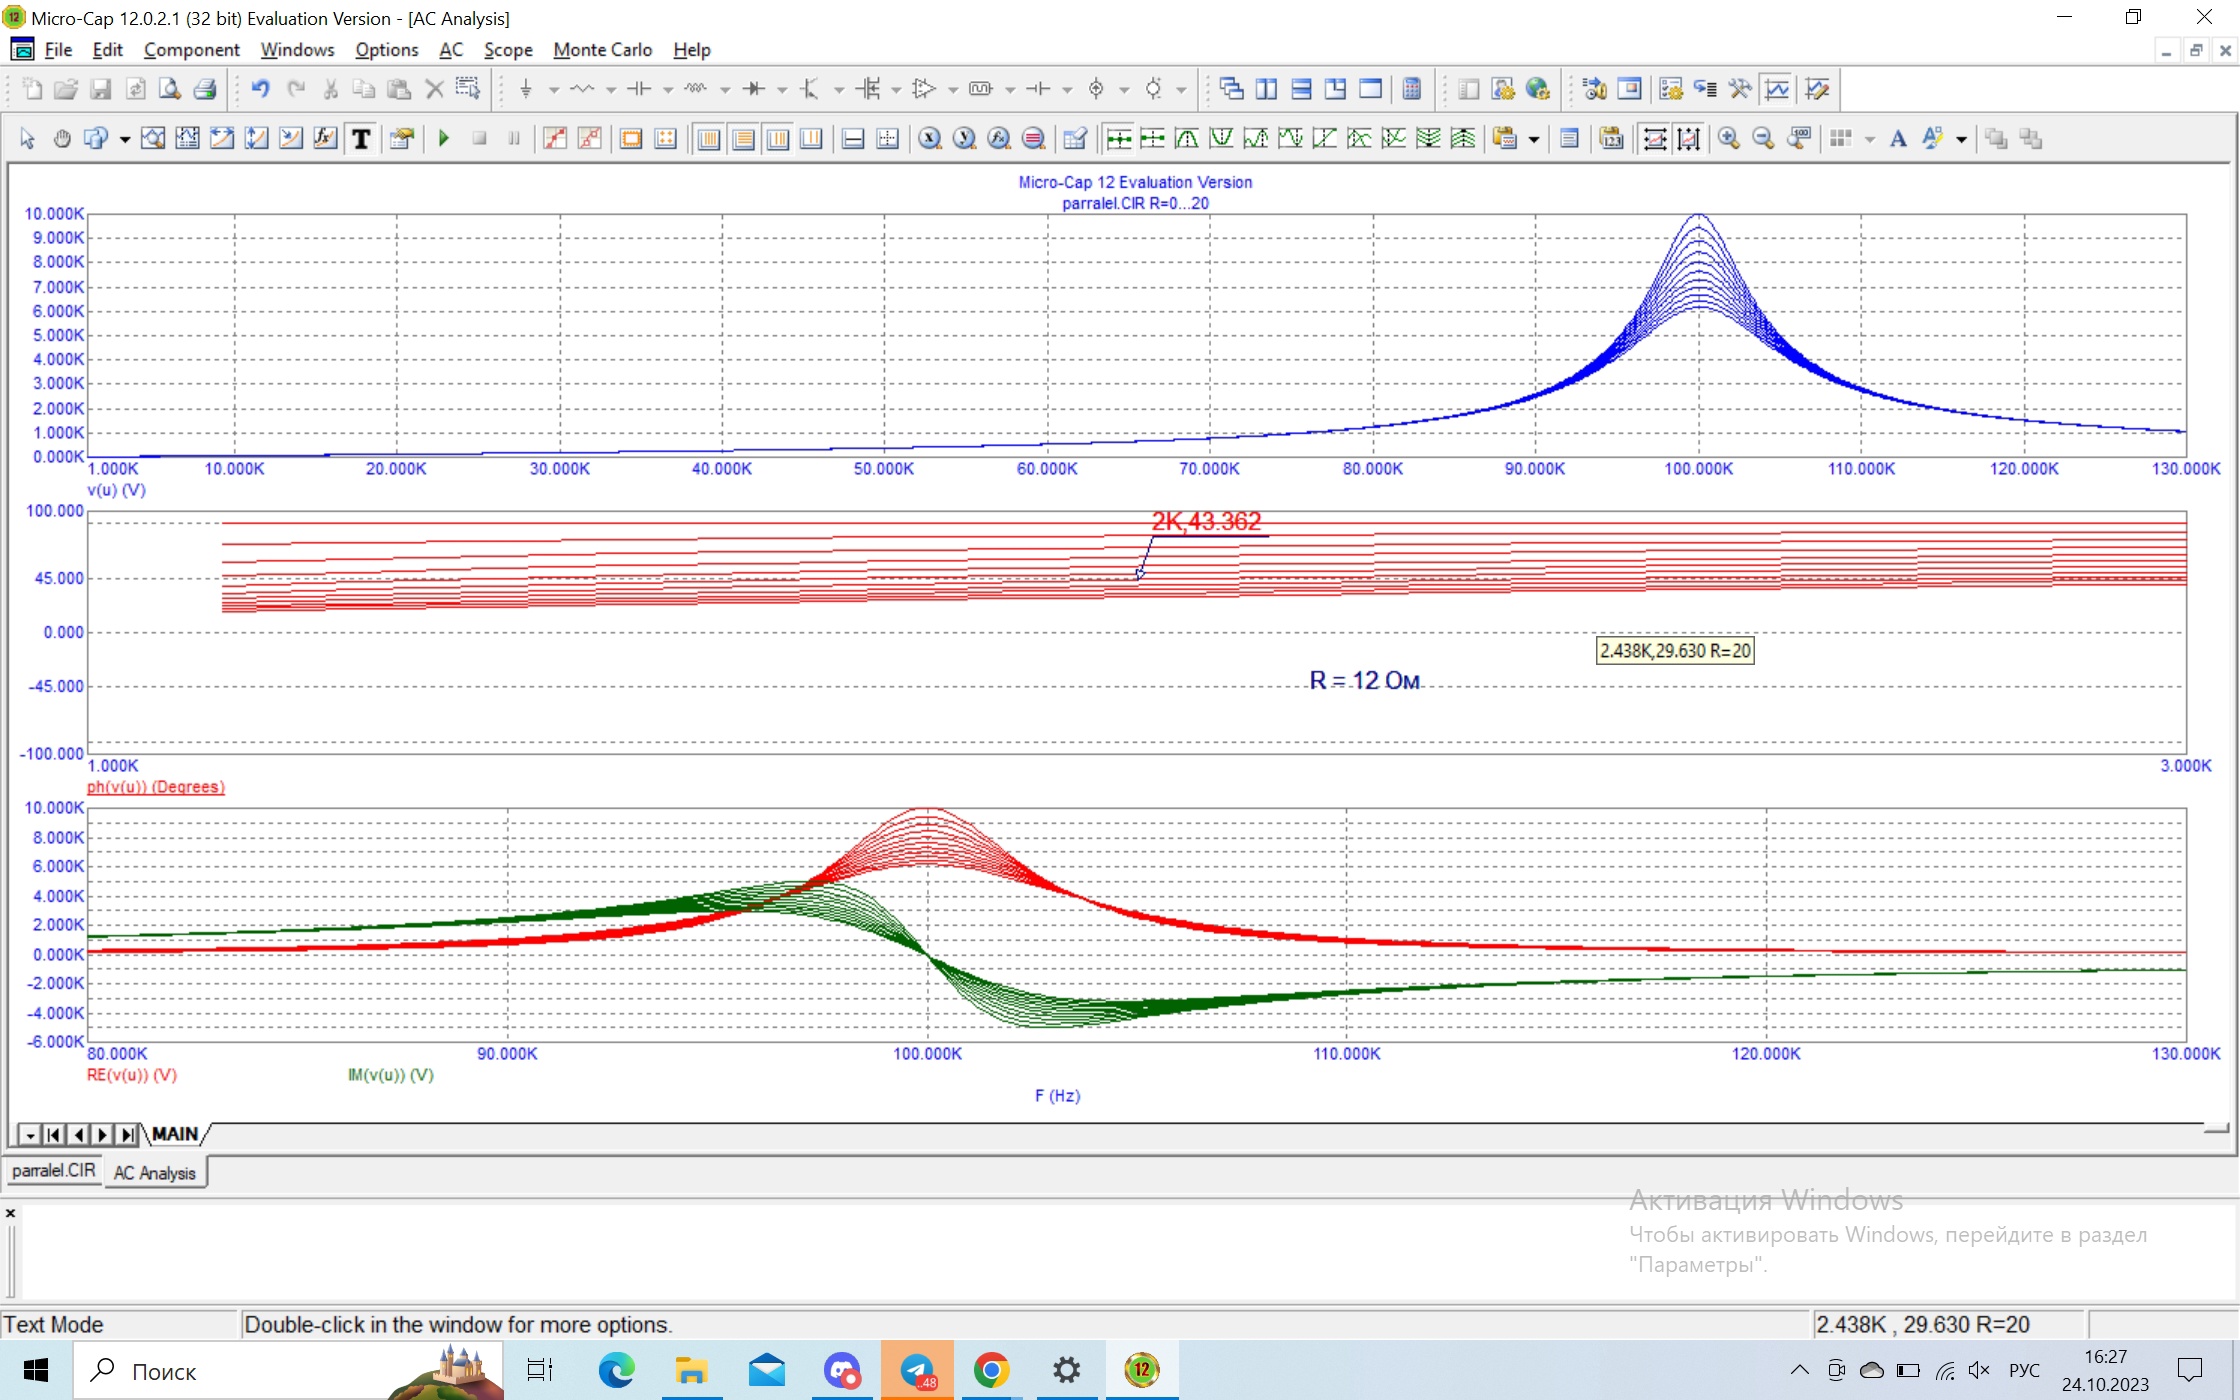 Micro-Cap 12.0.2.1 (32 bit) Evaluation Version - [AC Analysis]
File Edit Component Windows Options AC Scope Monte Carlo Help
Micro-Cap 12 Evaluation Version
parralel.CIR R=0...20
10.000K
9.000K
8.000K
7.000K
6.000K
5.000K
4.000K
3.000K
2.000K
1.000K
0.000K
1.000K 10.000K 20.000K 30.000K 40.000K 50.000K 60.000K 70.000K 80.000K 90.000K 100.000K 110.000K 120.000K 130.000K
v(u) (V)
100.000
2K,43.362
45.000
0.000
2.438K,29.630 R=20
-45.000
R = 12 Ом
-100.000
1.000K 3.000K
ph(v(u)) (Degrees)
10.000K
8.000K
6.000K
4.000K
2.000K
0.000K
-2.000K
-4.000K
-6.000K
80.000K 90.000K 100.000K 110.000K 120.000K 130.000K
RE(v(u)) (V) IM(v(u)) (V)
F (Hz)
MAIN
parralel.CIR AC Analysis
Активация Windows
Чтобы активировать Windows, перейдите в раздел
"Параметры".
Text Mode Double-click in the window for more options. 2.438K , 29.630 R=20
Поиск ..48 12 РУС 16:27
24.10.2023